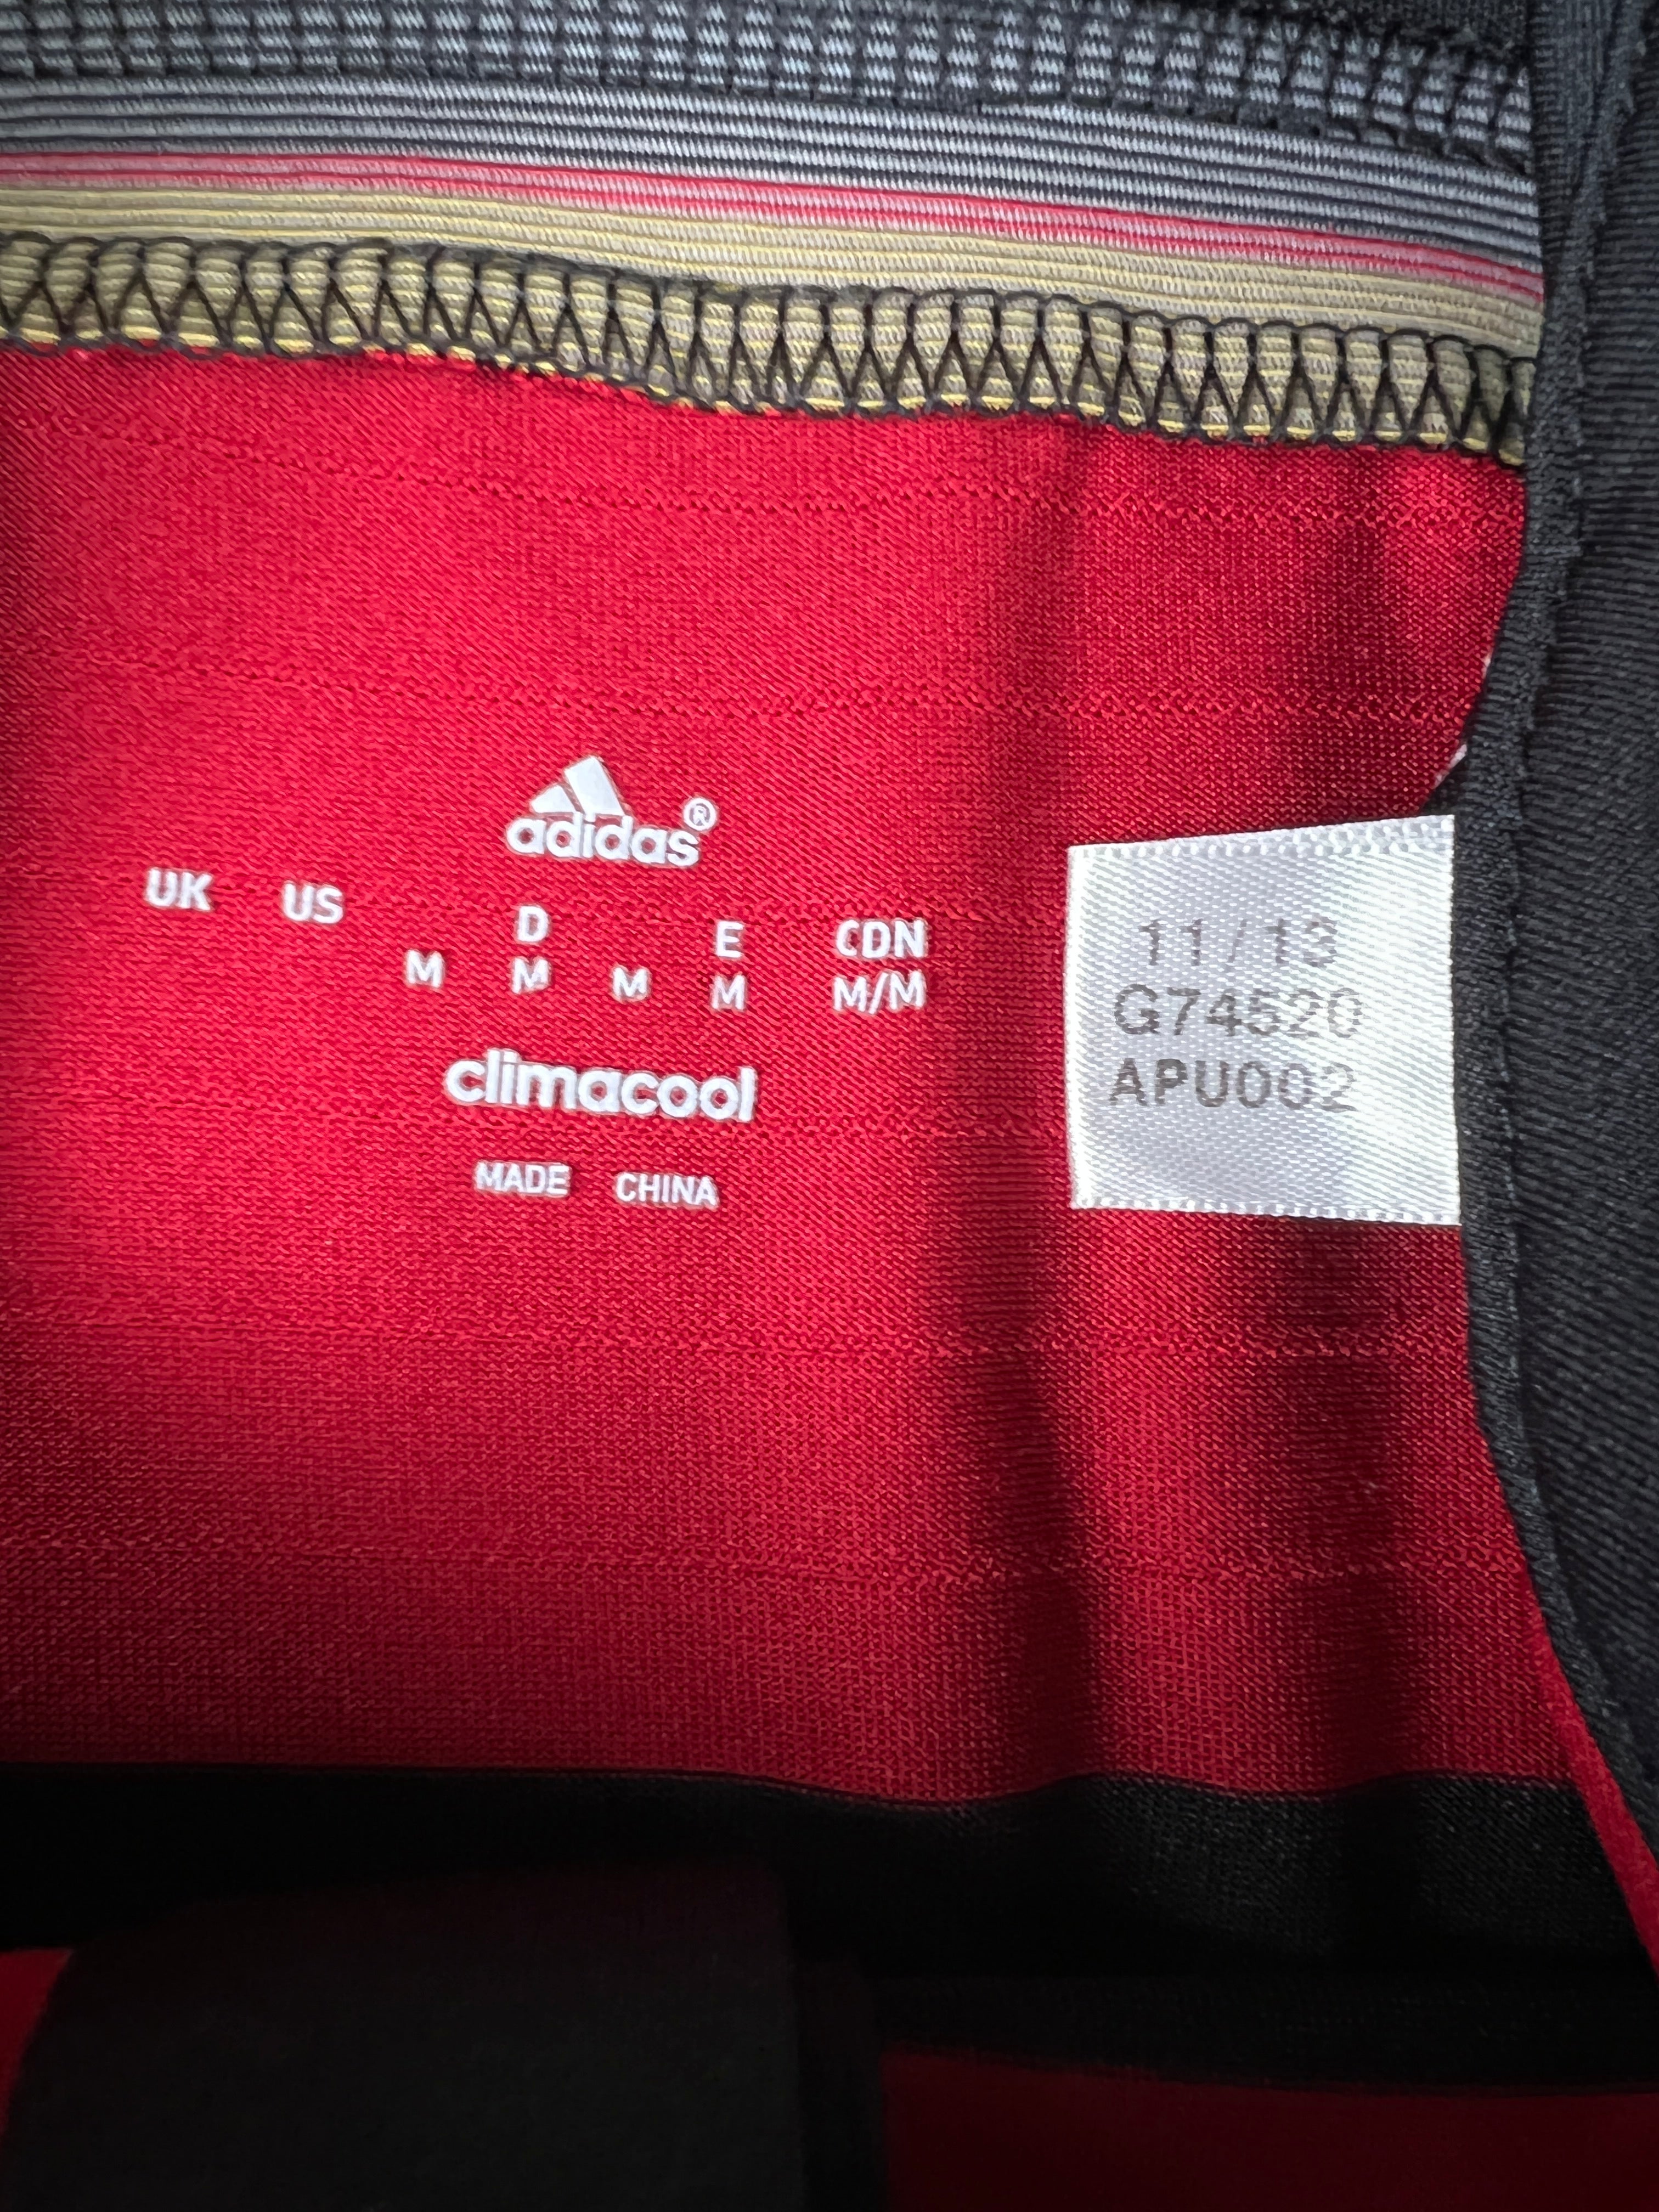 adidas®
UK US D E CDN
M M M M M/M
climacool
MADE CHINA
11/13
G74520
APU002